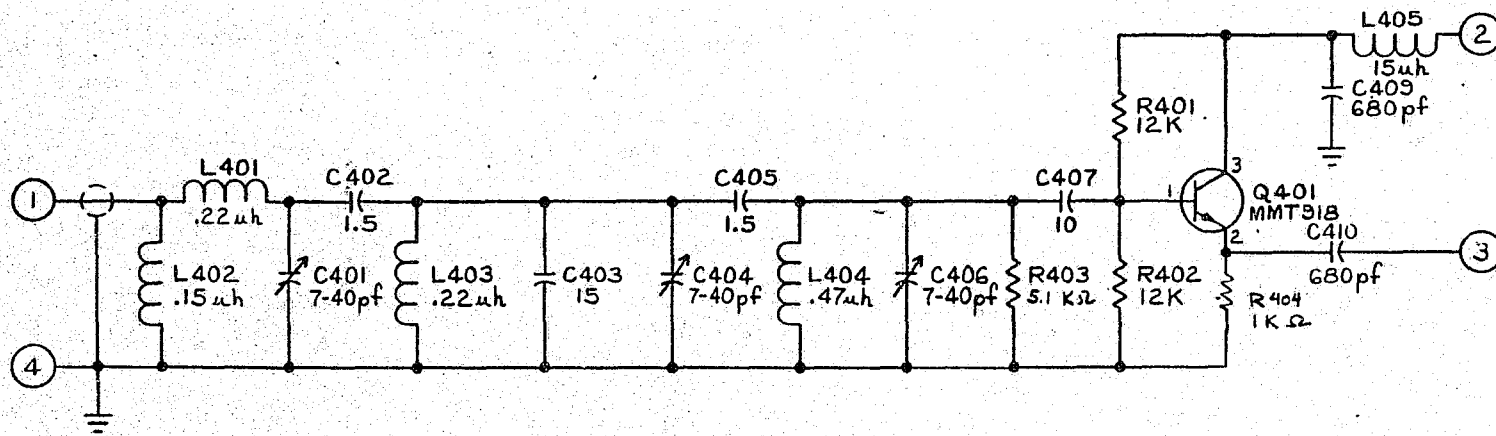 L405
2
15uh
C409
680pf
R401
12K
L401
.22uh
C402
1.5
C405
1.5
C407
10
1
3
1
2
Q401
MMT918
C410
680pf
3
L402
.15uh
C401
7-40pf
L403
.22uh
C403
15
C404
7-40pf
L404
.47uh
C406
7-40pf
R403
5.1 KΩ
R402
12K
R404
1K Ω
4